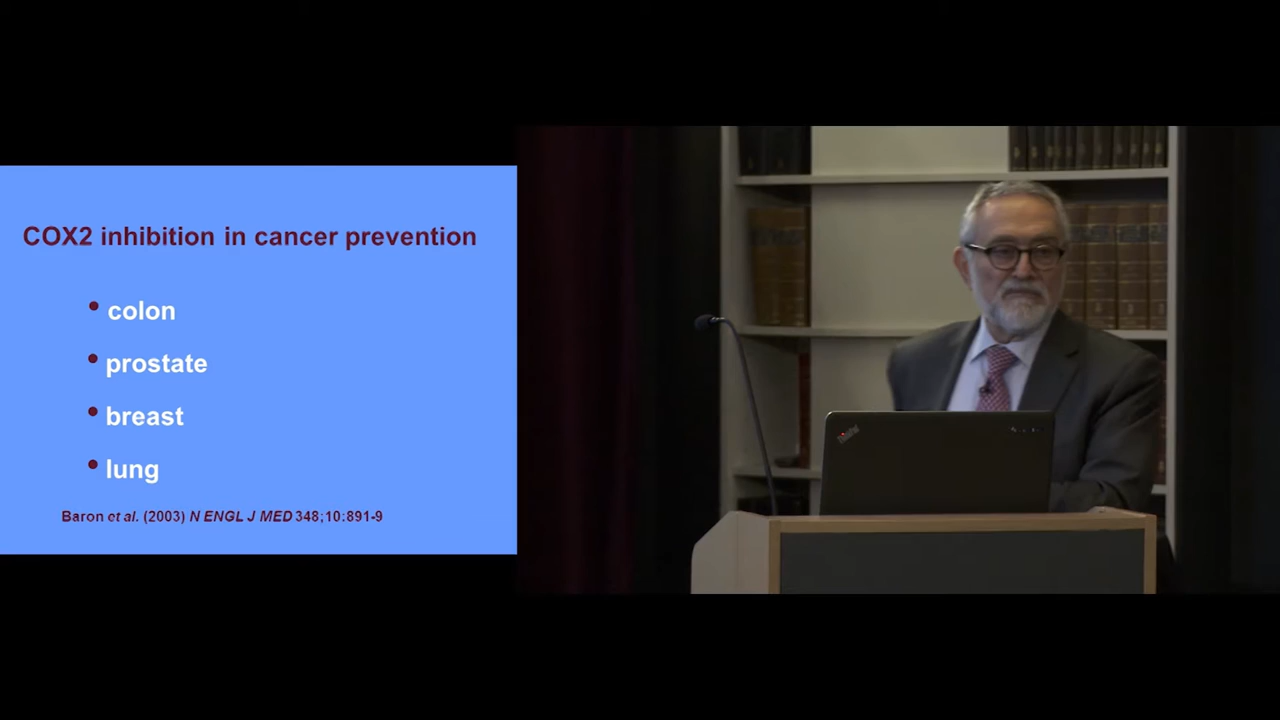 COX2 inhibition in cancer prevention
• colon
• prostate
• breast
• lung
Baron et al. (2003) N ENGL J MED 348;10:891-9
ThinkPad